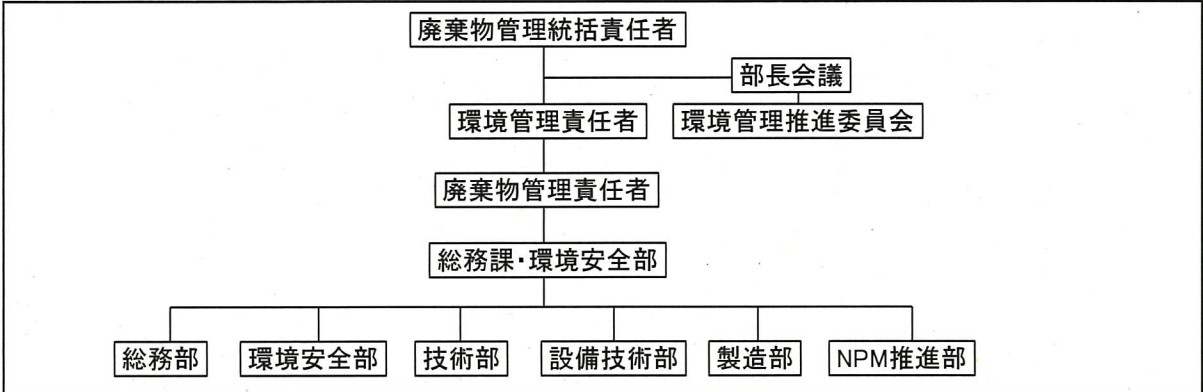 廃棄物管理統括責任者
部長会議
環境管理責任者
環境管理推進委員会
廃棄物管理責任者
総務課・環境安全部
総務部
環境安全部
技術部
設備技術部
製造部
NPM推進部